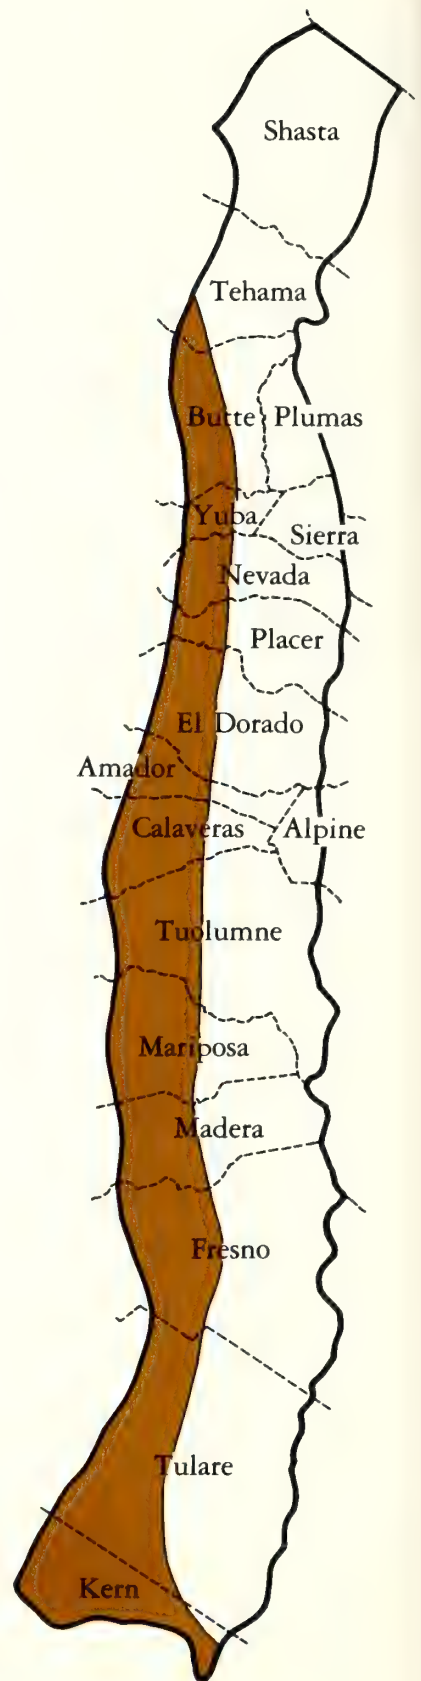 Shasta
Tehama
Butte Plumas
Yuba
Sierra
Nevada
Placer
El Dorado
Amador
Calaveras Alpine
Tuolumne
Mariposa
Madera
Fresno
Tulare
Kern